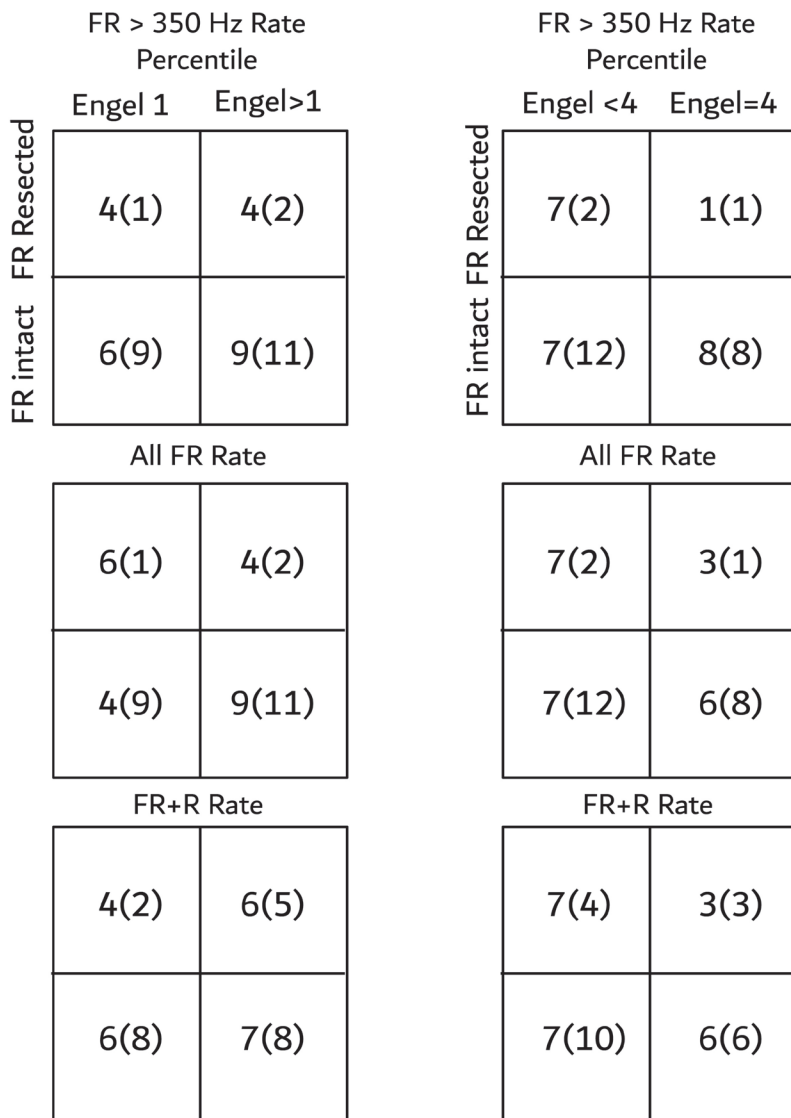 FR > 350 Hz Rate
Percentile
Engel 1 Engel>1
FR Resected
4(1) 4(2)
FR intact
6(9) 9(11)
All FR Rate
6(1) 4(2)
4(9) 9(11)
FR+R Rate
4(2) 6(5)
6(8) 7(8)
FR > 350 Hz Rate
Percentile
Engel <4 Engel=4
FR Resected
7(2) 1(1)
FR intact
7(12) 8(8)
All FR Rate
7(2) 3(1)
7(12) 6(8)
FR+R Rate
7(4) 3(3)
7(10) 6(6)